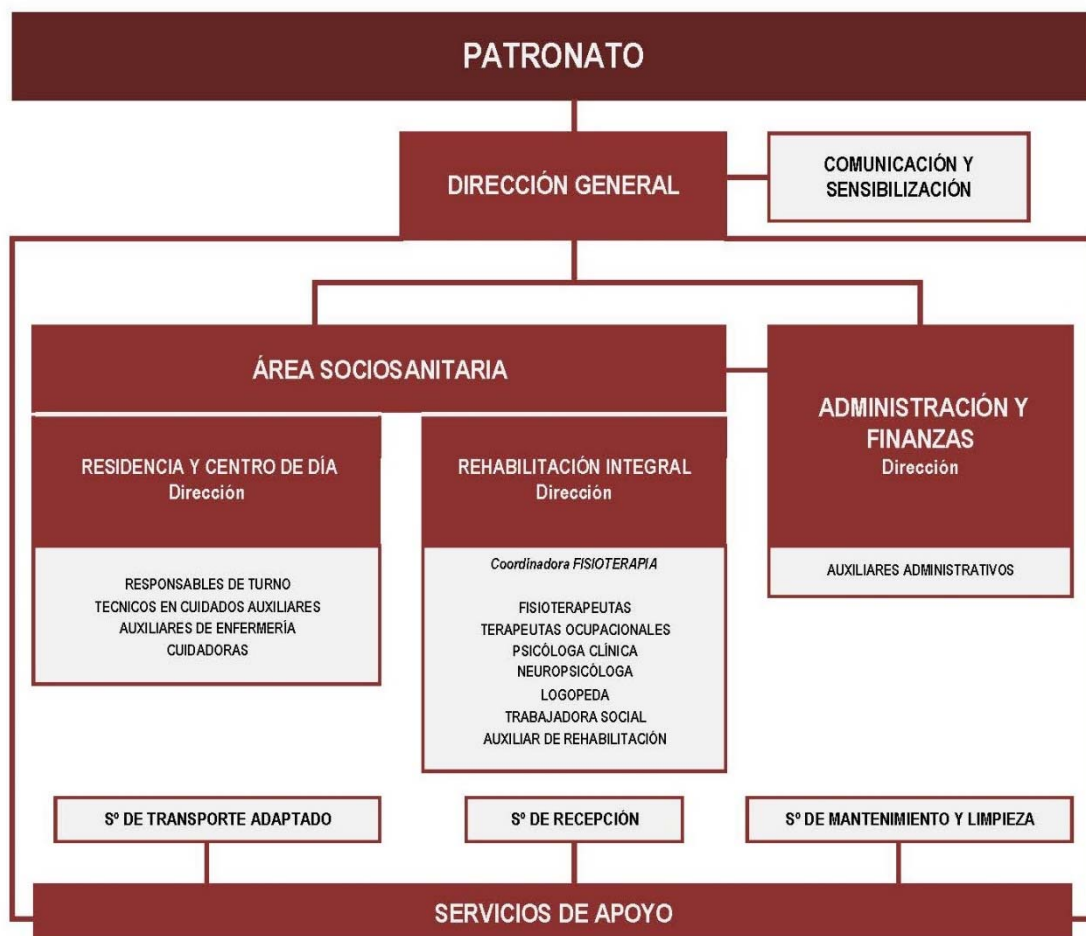 PATRONATO
DIRECCIÓN GENERAL
COMUNICACIÓN Y
SENSIBILIZACIÓN
ÁREA SOCIOSANITARIA
ADMINISTRACIÓN Y
FINANZAS
Dirección
RESIDENCIA Y CENTRO DE DÍA
Dirección
REHABILITACIÓN INTEGRAL
Dirección
RESPONSABLES DE TURNO
TECNICOS EN CUIDADOS AUXILIARES
AUXILIARES DE ENFERMERÍA
CUIDADORAS
Coordinadora FISIOTERAPIA
FISIOTERAPEUTAS
TERAPEUTAS OCUPACIONALES
PSICÓLOGA CLÍNICA
NEUROPSICÓLOGA
LOGOPEDA
TRABAJADORA SOCIAL
AUXILIAR DE REHABILITACIÓN
AUXILIARES ADMINISTRATIVOS
Sº DE TRANSPORTE ADAPTADO
Sº DE RECEPCIÓN
Sº DE MANTENIMIENTO Y LIMPIEZA
SERVICIOS DE APOYO